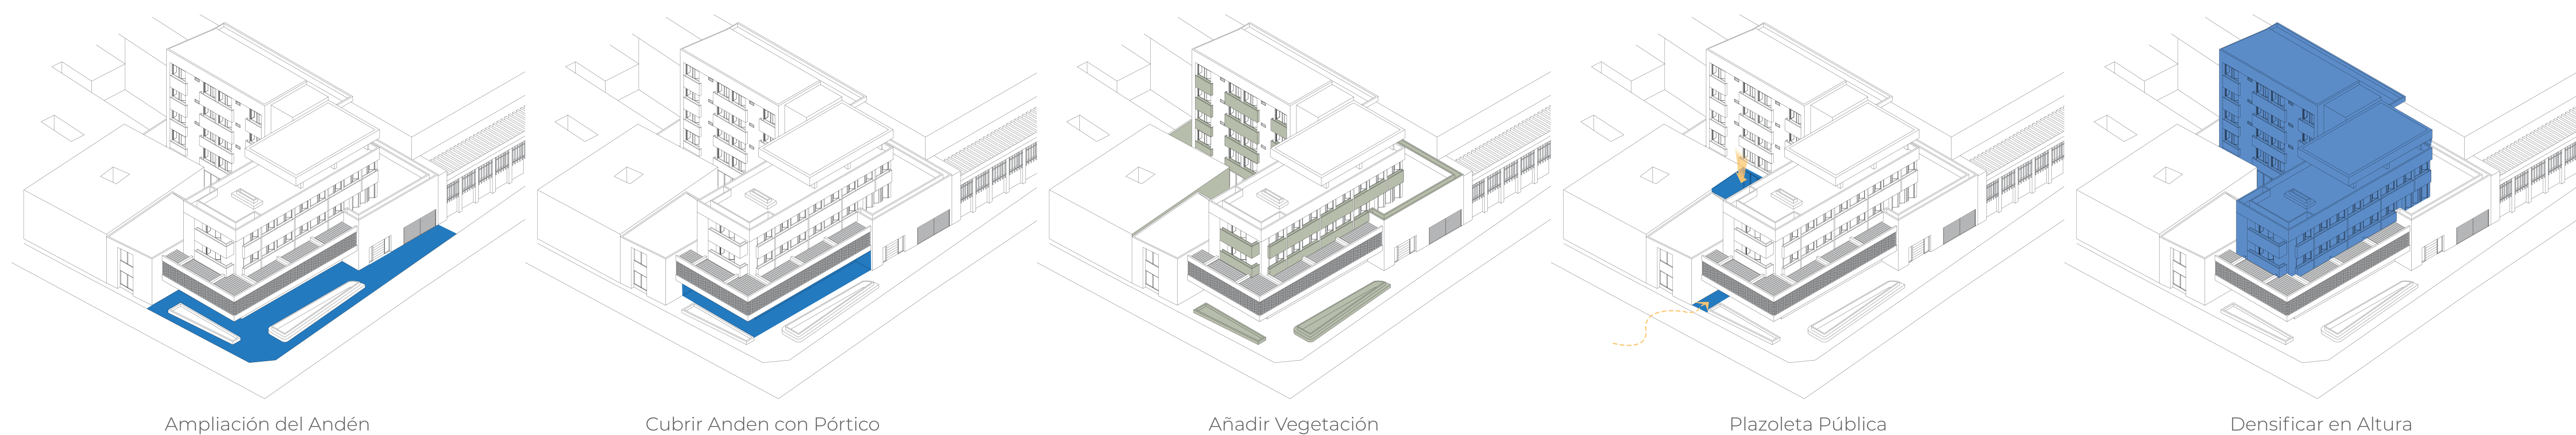 Ampliación del Andén
Cubrir Anden con Pórtico
Añadir Vegetación
Plazoleta Pública
Densificar en Altura